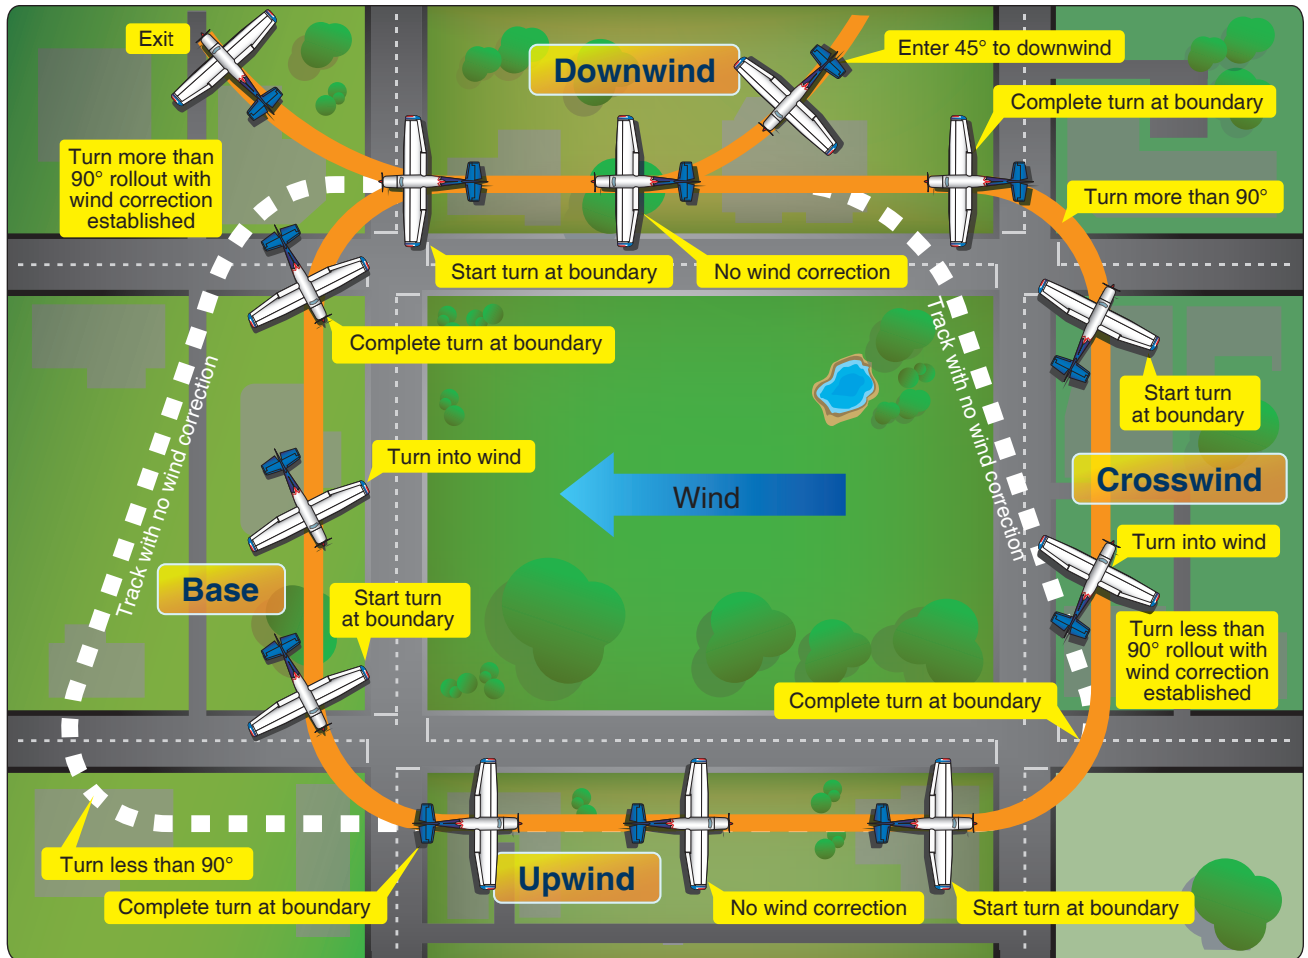 Exit
Downwind
Enter 45° to downwind
Complete turn at boundary
Turn more than
90° rollout with
wind correction
established
Turn more than 90°
Start turn at boundary
No wind correction
Complete turn at boundary
Track with no wind correction
Track with no wind correction
Start turn
at boundary
Turn into wind
Wind
Crosswind
Turn into wind
Base
Start turn
at boundary
Turn less than
90° rollout with
wind correction
established
Complete turn at boundary
Turn less than 90°
Upwind
Complete turn at boundary
No wind correction
Start turn at boundary